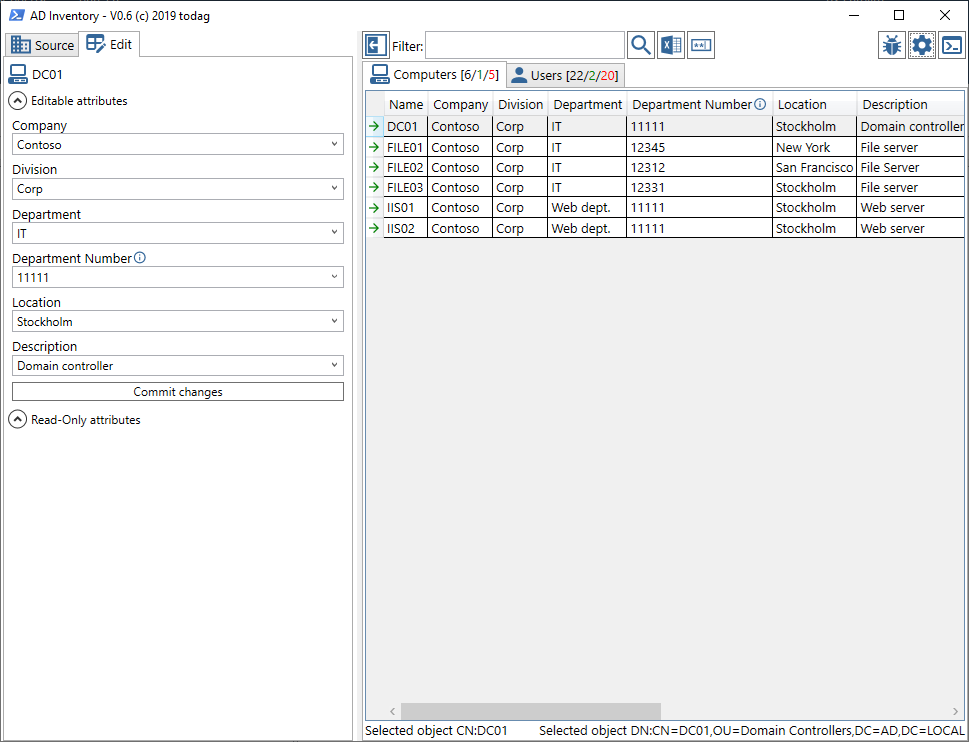 AD Inventory - V0.6 (c) 2019 todag
Source Edit
DC01
Editable attributes
Company
Contoso
Division
Corp
Department
IT
Department Number
11111
Location
Stockholm
Description
Domain controller
Commit changes
Read-Only attributes
Filter:
Computers [6/1/5] Users [22/2/20]
Name Company Division Department Department Number Location Description
DC01 Contoso Corp IT 11111 Stockholm Domain controller
FILE01 Contoso Corp IT 12345 New York File server
FILE02 Contoso Corp IT 12312 San Francisco File Server
FILE03 Contoso Corp IT 12331 Stockholm File server
IIS01 Contoso Corp Web dept. 11111 Stockholm Web server
IIS02 Contoso Corp Web dept. 11111 Stockholm Web server
Selected object CN:DC01 Selected object DN:CN=DC01,OU=Domain Controllers,DC=AD,DC=LOCAL